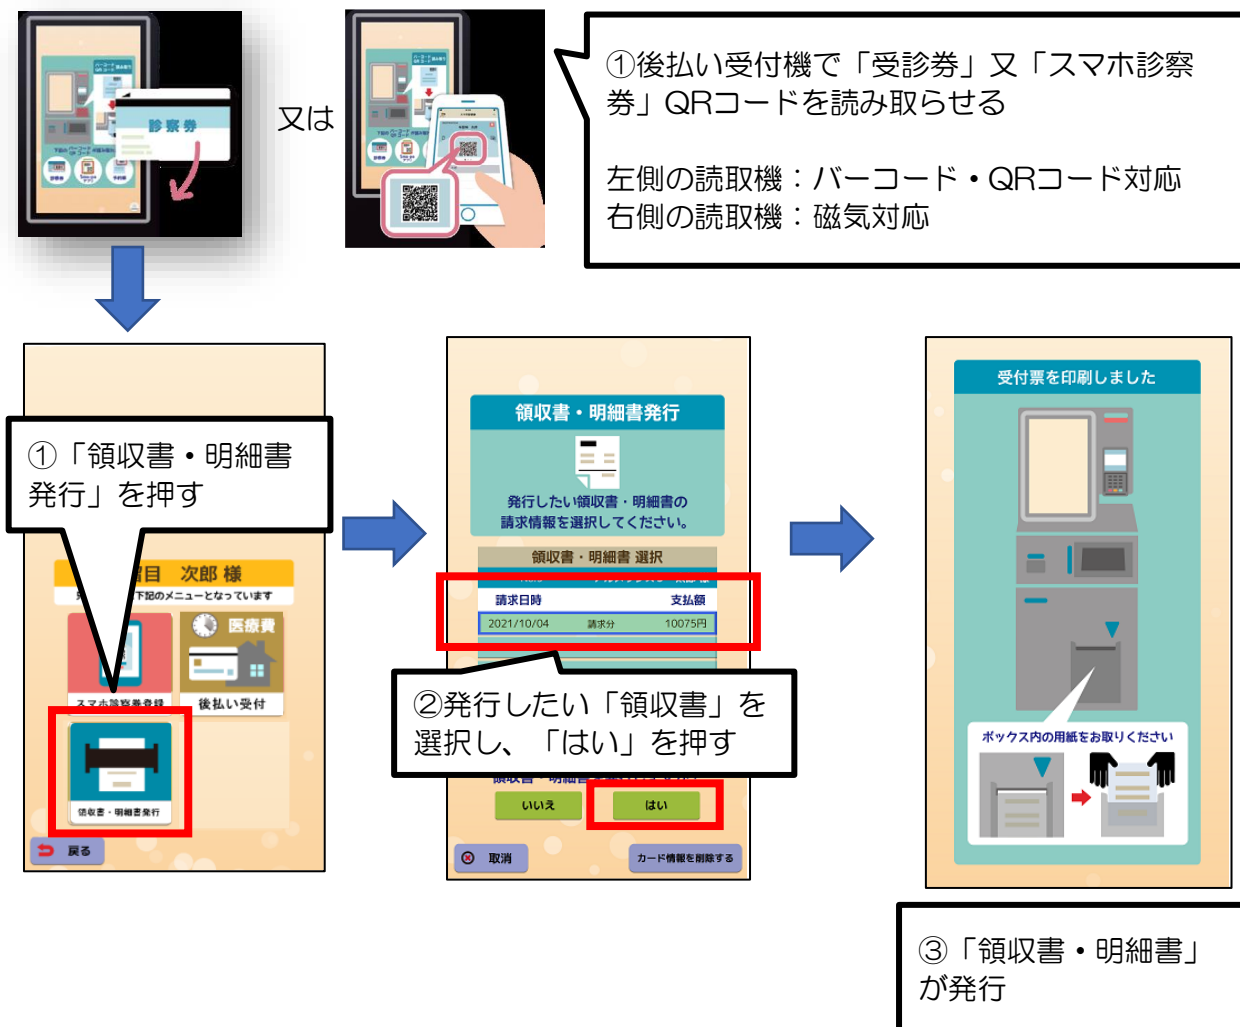 診察券
又は
①後払い受付機で「受診券」又「スマホ診察
券」QRコードを読み取らせる
左側の読取機：バーコード・QRコード対応
右側の読取機：磁気対応
①「領収書・明細書
発行」を押す
目 次郎 様
下記のメニューとなっています
医療費
スマホ診察券登録
後払い受付
領収書・明細書発行
戻る
領収書・明細書発行
発行したい領収書・明細書の
請求情報を選択してください。
領収書・明細書 選択
請求日時 支払額
2021/10/04 請求分 10075円
②発行したい「領収書」を
選択し、「はい」を押す
いいえ
はい
取消
カード情報を削除する
受付票を印刷しました
ボックス内の用紙をお取りください
③「領収書・明細書」
が発行